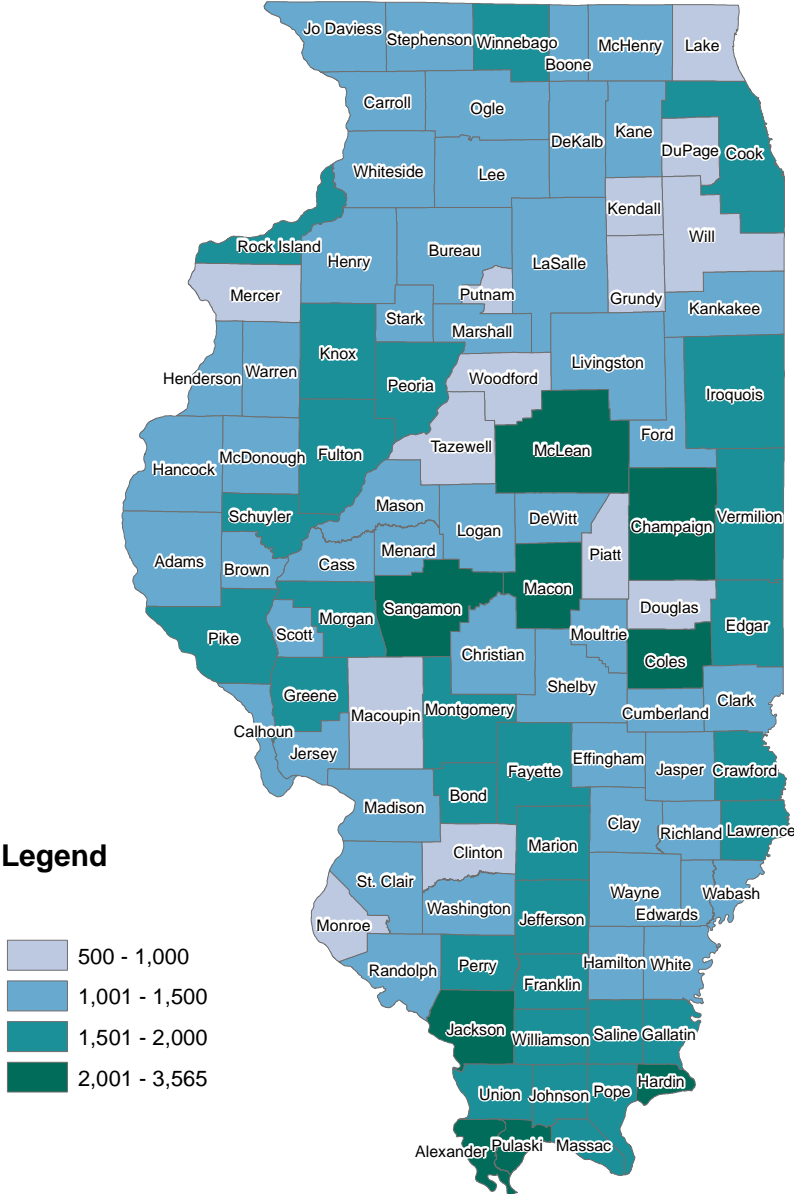 Jo Daviess
Stephenson
Winnebago
Boone
McHenry
Lake
Carroll
Ogle
DeKalb
Kane
DuPage
Cook
Whiteside
Lee
Kendall
Will
Rock Island
Henry
Bureau
LaSalle
Mercer
Putnam
Grundy
Kankakee
Stark
Marshall
Knox
Peoria
Henderson
Warren
Woodford
Livingston
Iroquois
Ford
Hancock
McDonough
Fulton
Tazewell
McLean
Schuyler
Mason
Logan
DeWitt
Champaign
Vermilion
Adams
Brown
Cass
Menard
Piatt
Macon
Sangamon
Douglas
Pike
Scott
Morgan
Christian
Moultrie
Coles
Edgar
Greene
Macoupin
Montgomery
Shelby
Cumberland
Clark
Calhoun
Jersey
Fayette
Effingham
Jasper
Crawford
Madison
Bond
Clay
Richland
Lawrence
Clinton
Marion
St. Clair
Washington
Wayne
Edwards
Wabash
Monroe
Jefferson
Randolph
Perry
Franklin
Hamilton
White
Jackson
Williamson
Saline
Gallatin
Union
Johnson
Pope
Hardin
Alexander
Pulaski
Massac
Legend
500 - 1,000
1,001 - 1,500
1,501 - 2,000
2,001 - 3,565